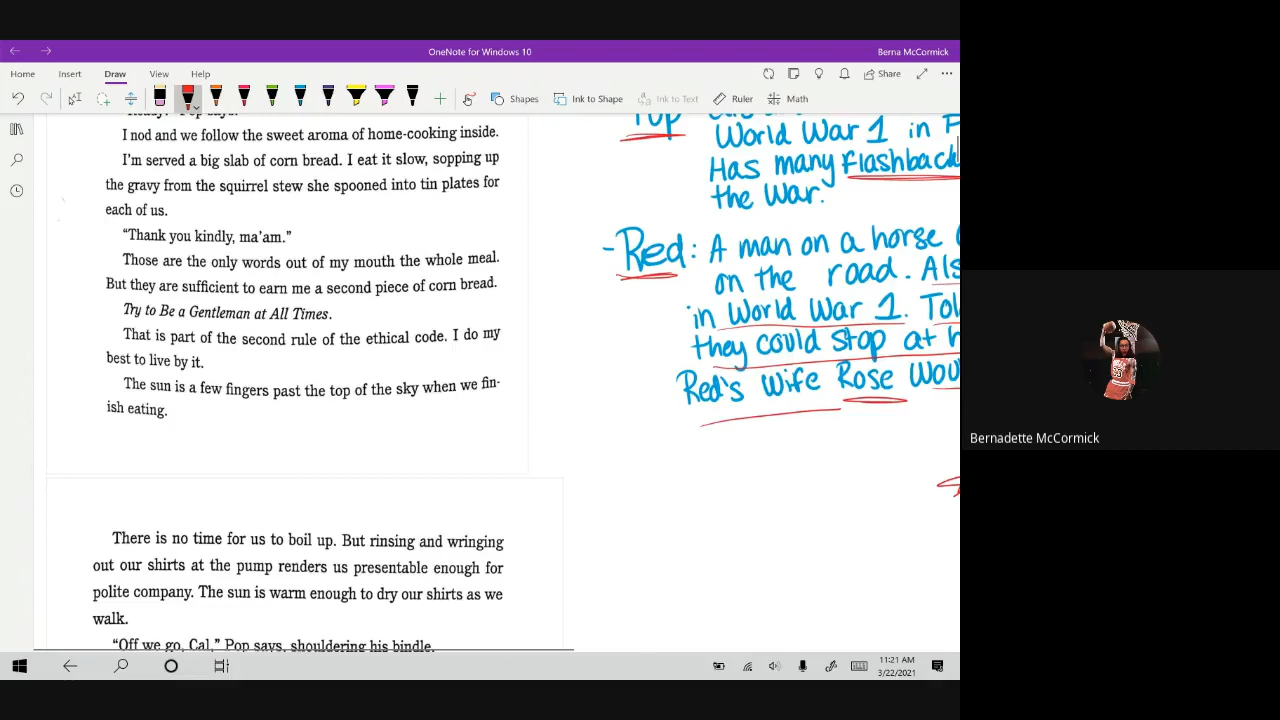 OneNote for Windows 10
Berna McCormick
Home Insert Draw View Help
Share
Shapes
Ink to Shape
Ink to Text
Ruler
Math
I nod and we follow the sweet aroma of home-cooking inside.
I'm served a big slab of corn bread. I eat it slow, sopping up
the gravy from the squirrel stew she spooned into tin plates for
each of us.
"Thank you kindly, ma'am."
Those are the only words out of my mouth the whole meal.
But they are sufficient to earn me a second piece of corn bread.
Try to Be a Gentleman at All Times.
That is part of the second rule of the ethical code. I do my
best to live by it.
The sun is a few fingers past the top of the sky when we fin-
ish eating.
There is no time for us to boil up. But rinsing and wringing
out our shirts at the pump renders us presentable enough for
polite company. The sun is warm enough to dry our shirts as we
walk.
"Off we go, Cal," Pop says, shouldering his bindle.
Pop
World War 1 in
Has many Flashback
the War.
-Red: A man on a horse
on the road. Als
in World War 1. Tol
they could stop at h
Red's Wife Rose Wou
Bernadette McCormick
11:21 AM
3/22/2021